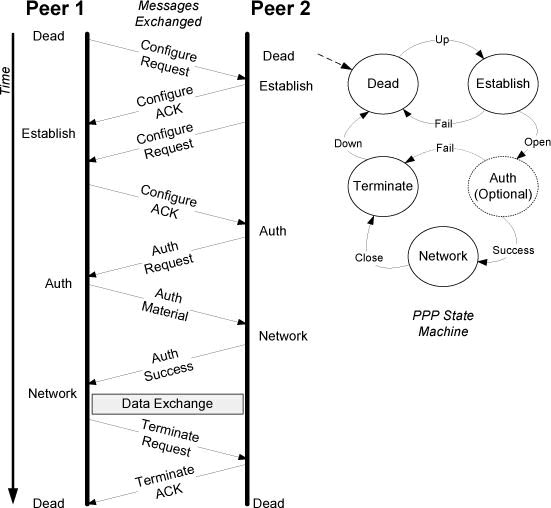 Peer 1
Messages
Exchanged
Peer 2
Time
Dead
Configure
Request
Dead
Establish
Configure
ACK
Establish
Configure
Request
Configure
ACK
Auth
Auth
Request
Auth
Auth
Material
Network
Auth
Success
Network
Data Exchange
Terminate
Request
Terminate
ACK
Dead
Dead
Up
Dead
Establish
Fail
Down
Fail
Open
Terminate
Auth
(Optional)
Close
Network
Success
PPP State
Machine